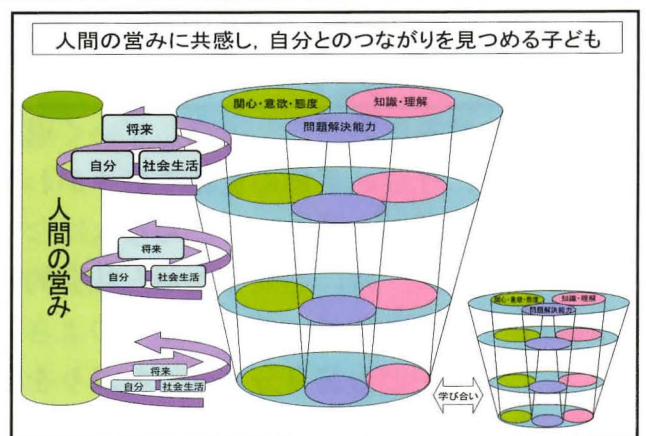 人間の営みに共感し，自分とのつながりを見つめる子ども
関心・意欲・態度
知識・理解
問題解決能力
将来
自分
社会生活
人間の営み
将来
自分
社会生活
将来
自分
社会生活
関心・意欲・態度
知識・理解
問題解決能力
学び合い